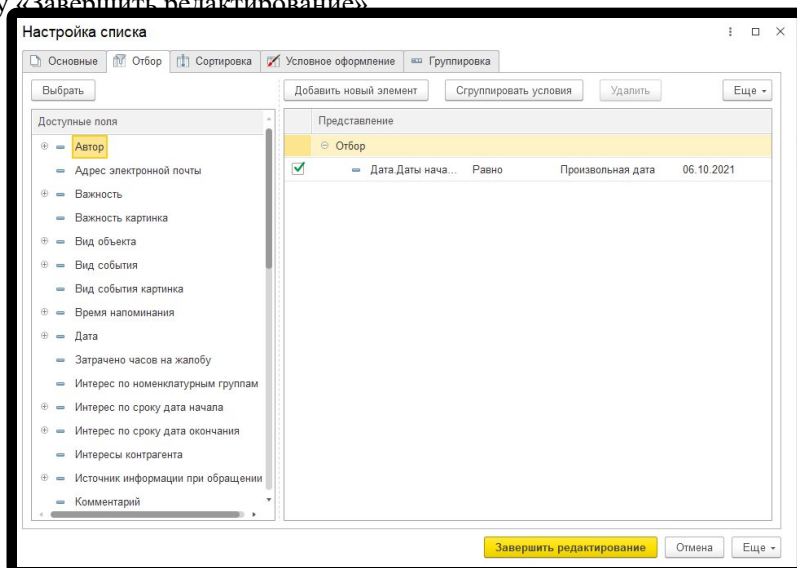 у «Завершить редактирование»
Настройка списка
Основные Отбор Сортировка Условное оформление Группировка
Выбрать Добавить новый элемент Сгруппировать условия Удалить Еще
Доступные поля Представление
Автор Отбор
Адрес электронной почты Дата.Даты нача... Равно Произвольная дата 06.10.2021
Важность
Важность картинка
Вид объекта
Вид события
Вид события картинка
Время напоминания
Дата
Затрачено часов на жалобу
Интерес по номенклатурным группам
Интерес по сроку дата начала
Интерес по сроку дата окончания
Интересы контрагента
Источник информации при обращении
Комментарий
Завершить редактирование Отмена Еще